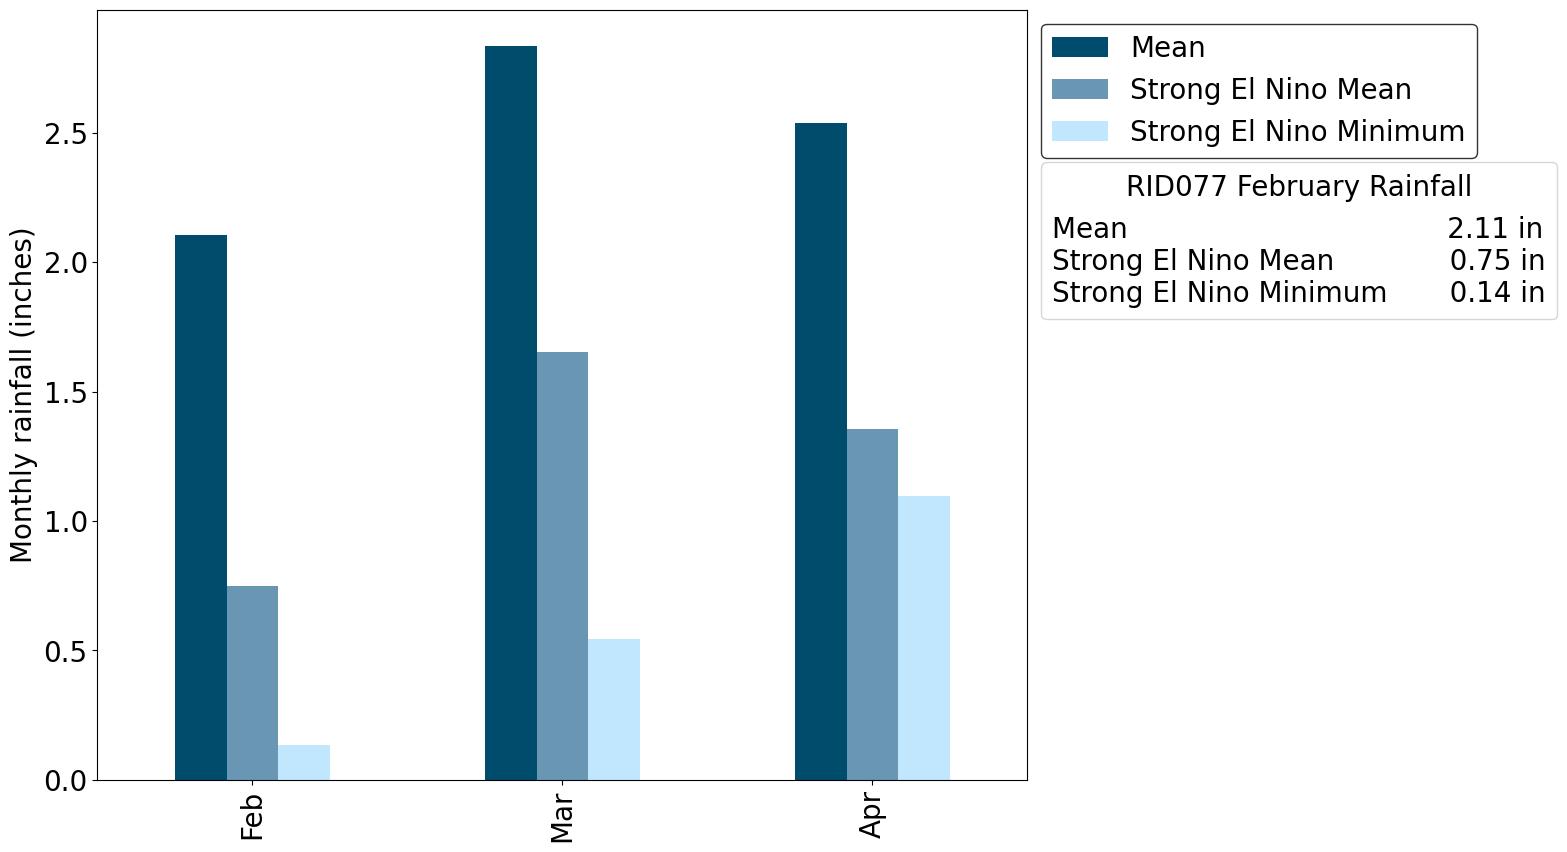 Monthly rainfall (inches)
2.5
2.0
1.5
1.0
0.5
0.0
Feb
Mar
Apr
Mean
Strong El Nino Mean
Strong El Nino Minimum
RID077 February Rainfall
Mean 2.11 in
Strong El Nino Mean 0.75 in
Strong El Nino Minimum 0.14 in